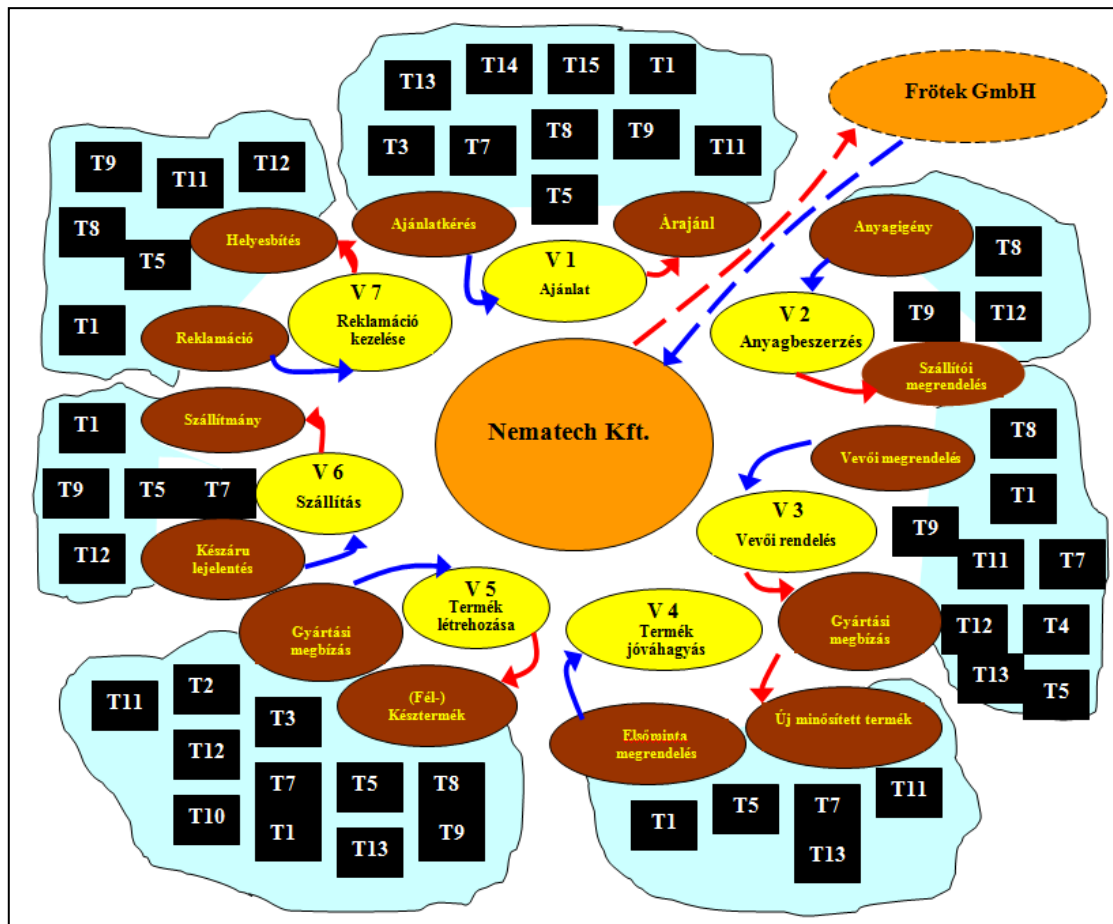 T13
T14
T15
T1
T3
T7
T8
T9
T11
T5
Ajánlatkérés
Árajánl
V 1
Ajánlat
Frötek GmbH
T9
T11
T12
T8
T5
T1
Helyesbítés
Reklamáció
V 7
Reklamáció
kezelése
Anyagigény
T8
T9
T12
V 2
Anyagbeszerzés
Szállítói
megrendelés
Nematech Kft.
T1
Szállítmány
T9
T5
T7
T12
V 6
Szállítás
Készáru
lejelentés
Vevői megrendelés
T8
T1
T9
T11
T7
T12
T4
T13
T5
V 3
Vevői rendelés
Gyártási
megbízás
V 5
Termék
létrehozása
Gyártási
megbízás
(Fél-)
Késztermék
T11
T2
T3
T12
T7
T5
T8
T10
T1
T13
T9
V 4
Termék
jóváhagyás
Elsőminta
megrendelés
Új minősített termék
T1
T5
T7
T11
T13